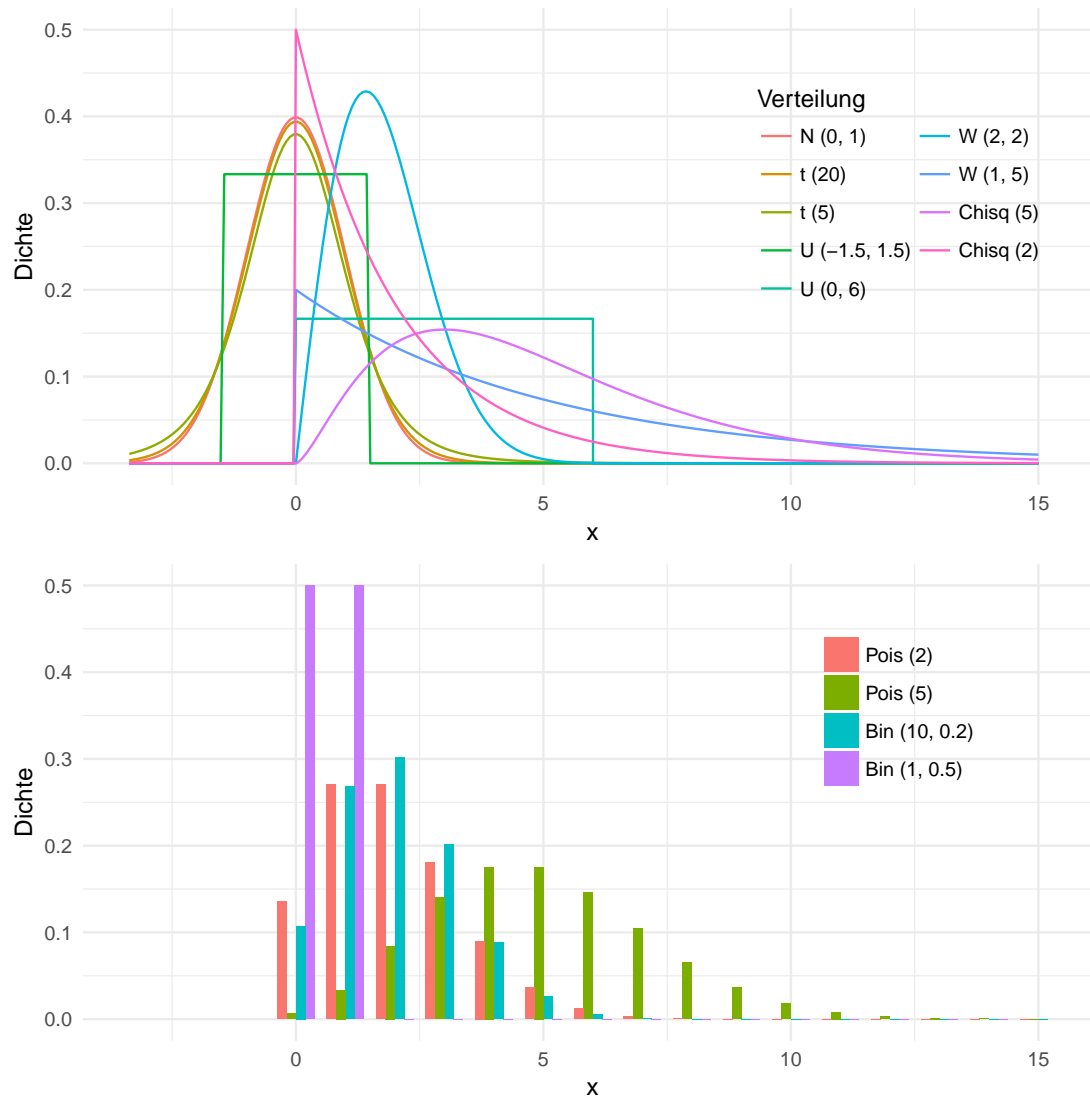 0.5
0.4
0.3
0.2
0.1
0.0
Dichte
0
5
10
15
x
Verteilung
N (0, 1)
t (20)
t (5)
U (−1.5, 1.5)
U (0, 6)
W (2, 2)
W (1, 5)
Chisq (5)
Chisq (2)
0.5
0.4
0.3
0.2
0.1
0.0
Dichte
0
5
10
15
x
Pois (2)
Pois (5)
Bin (10, 0.2)
Bin (1, 0.5)